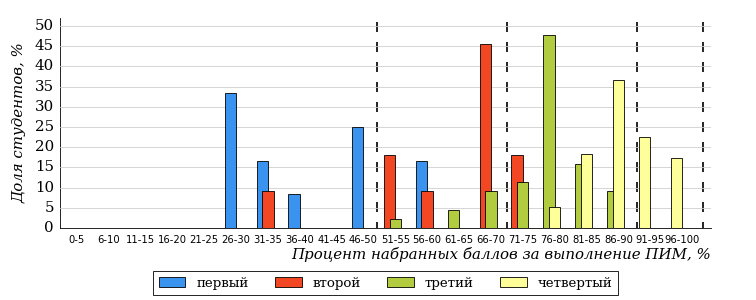 Доля студентов, %
50
45
40
35
30
25
20
15
10
5
0
0-5 6-10 11-15 16-20 21-25 26-30 31-35 36-40 41-45 46-50 51-55 56-60 61-65 66-70 71-75 76-80 81-85 86-90 91-95 96-100
Процент набранных баллов за выполнение ПИМ, %
первый второй третий четвертый